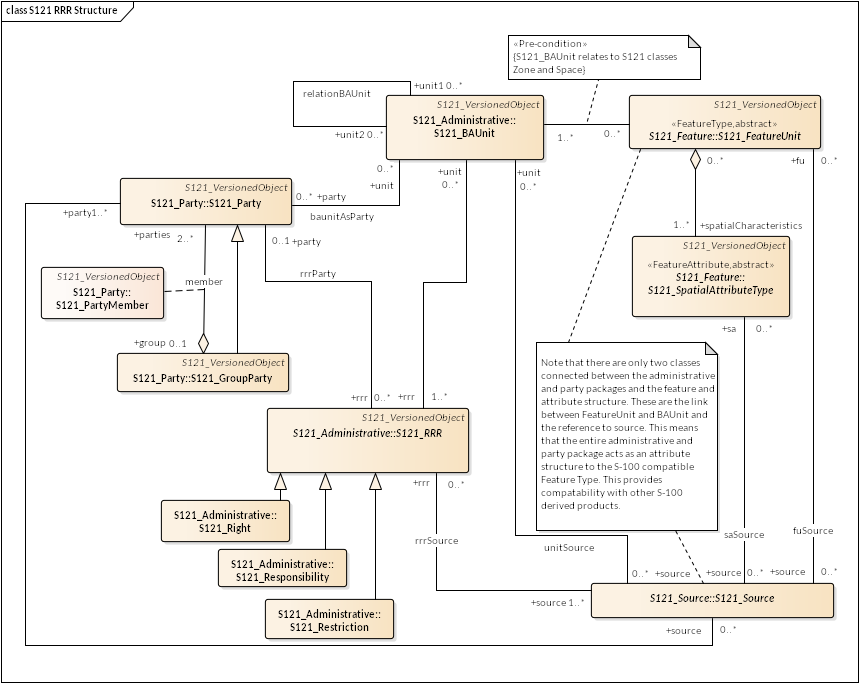 class S121 RRR Structure
«Pre-condition»
{S121_BAUnit relates to S121 classes
Zone and Space}
relationBAUnit
+unit1 0..*
+unit2 0..*
S121_VersionedObject
S121_Administrative::
S121_BAUnit
1..*
0..*
S121_VersionedObject
«FeatureType,abstract»
S121_Feature::S121_FeatureUnit
0..*
+unit
+unit
0..*
+unit
0..*
0..*
+fu
0..*
S121_VersionedObject
S121_Party::S121_Party
0..* +party
baunitAsParty
+party1..*
+parties
2..*
0..1 +party
1..*
+spatialCharacteristics
S121_VersionedObject
«FeatureAttribute,abstract»
S121_Feature::
S121_SpatialAttributeType
rrrParty
S121_VersionedObject
S121_Party::
S121_PartyMember
member
+sa
0..*
+group 0..1
S121_VersionedObject
S121_Party::S121_GroupParty
Note that there are only two classes
connected between the administrative
and party packages and the feature and
attribute structure. These are the link
between FeatureUnit and BAUnit and
the reference to source. This means
that the entire administrative and
party package acts as an attribute
structure to the S-100 compatible
Feature Type. This provides
compatability with other S-100
derived products.
+rrr 0..*
+rrr 1..*
S121_VersionedObject
S121_Administrative::S121_RRR
+rrr
0..*
S121_Administrative::
S121_Right
rrrSource
unitSource
saSource
fuSource
S121_Administrative::
S121_Responsibility
0..* +source
+source 0..*
+source 0..*
S121_Administrative::
S121_Restriction
+source 1..*
S121_Source::S121_Source
+source
0..*